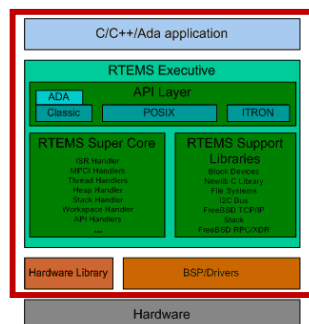 C/C++/Ada application
RTEMS Executive
API Layer
ADA
Classic
POSIX
ITRON
RTEMS Super Core
ISR Handler
MPCI Handlers
Thread Handlers
Heap Handler
Stack Handler
Workspace Handler
API Handlers
...
RTEMS Support
Libraries
Block Devices
Newlib C Library
File Systems
I2C Bus
FreeBSD TCP/IP
Stack
FreeBSD RPC/XDR
Hardware Library
BSP/Drivers
Hardware